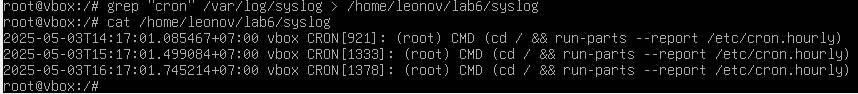 root@vbox:/# grep "cron" /var/log/syslog > /home/leonov/lab6/syslog
root@vbox:/# cat /home/leonov/lab6/syslog
2025-05-03T14:17:01.085467+07:00 vbox CRON[921]: (root) CMD (cd / && run-parts --report /etc/cron.hourly)
2025-05-03T15:17:01.499084+07:00 vbox CRON[1333]: (root) CMD (cd / && run-parts --report /etc/cron.hourly)
2025-05-03T16:17:01.745214+07:00 vbox CRON[1378]: (root) CMD (cd / && run-parts --report /etc/cron.hourly)
root@vbox:/#